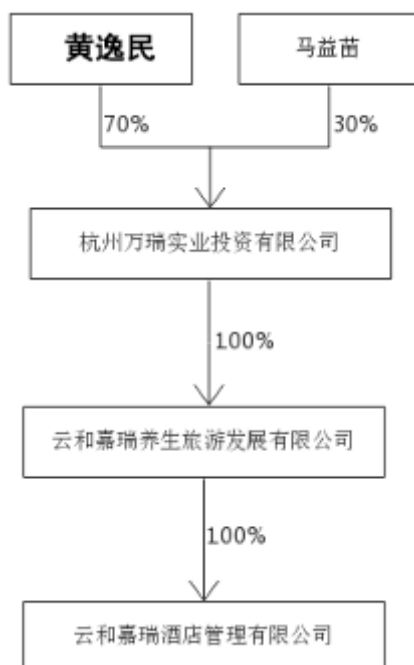 黄逸民
马益苗
70%
30%
杭州万瑞实业投资有限公司
100%
云和嘉瑞养生旅游发展有限公司
100%
云和嘉瑞酒店管理有限公司